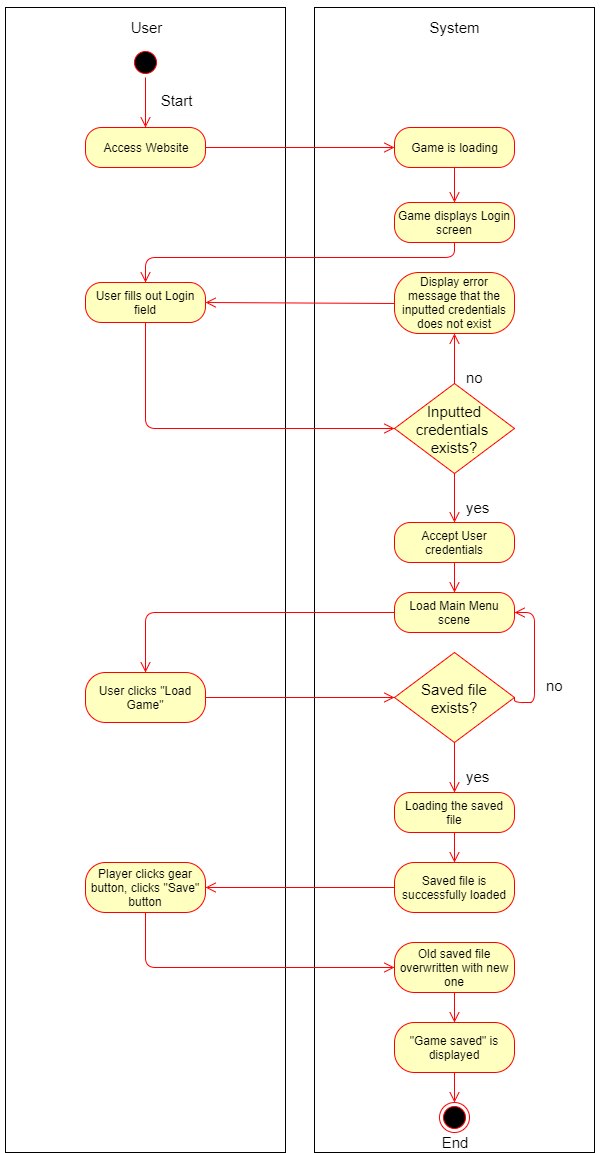 User
System
Start
Access Website
Game is loading
Game displays Login
screen
User fills out Login
field
Display error
message that the
inputted credentials
does not exist
no
Inputted
credentials
exists?
yes
Accept User
credentials
Load Main Menu
scene
User clicks "Load
Game"
Saved file
exists?
no
yes
Loading the saved
file
Player clicks gear
button, clicks "Save"
button
Saved file is
successfully loaded
Old saved file
overwritten with new
one
"Game saved" is
displayed
End